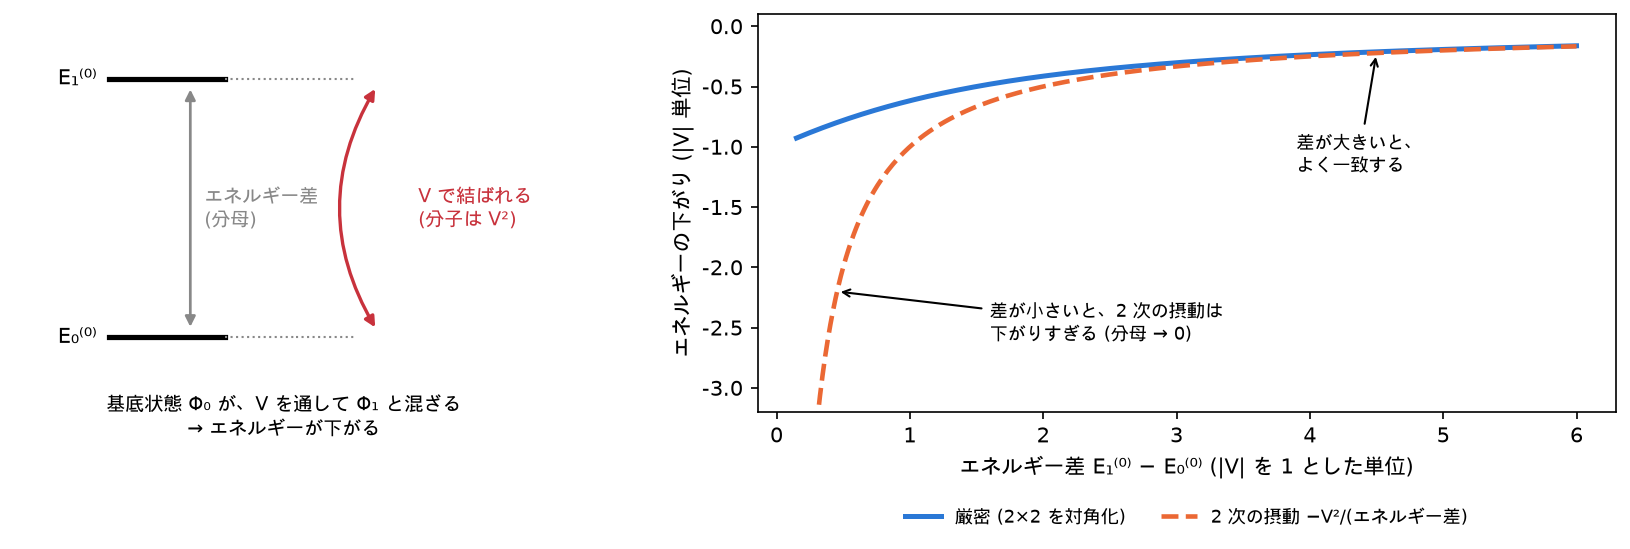 E₁⁽⁰⁾
エネルギー差
(分母)
V で結ばれる
(分子は V²)
E₀⁽⁰⁾
基底状態 Φ₀ が、V を通して Φ₁ と混ざる
→ エネルギーが下がる
エネルギーの下がり (|V| 単位)
0.0
-0.5
-1.0
-1.5
-2.0
-2.5
-3.0
差が大きいと、
よく一致する
差が小さいと、2 次の摂動は
下がりすぎる (分母 → 0)
0 1 2 3 4 5 6
エネルギー差 E₁⁽⁰⁾ − E₀⁽⁰⁾ (|V| を 1 とした単位)
厳密 (2×2 を対角化)
2 次の摂動 −V²/(エネルギー差)